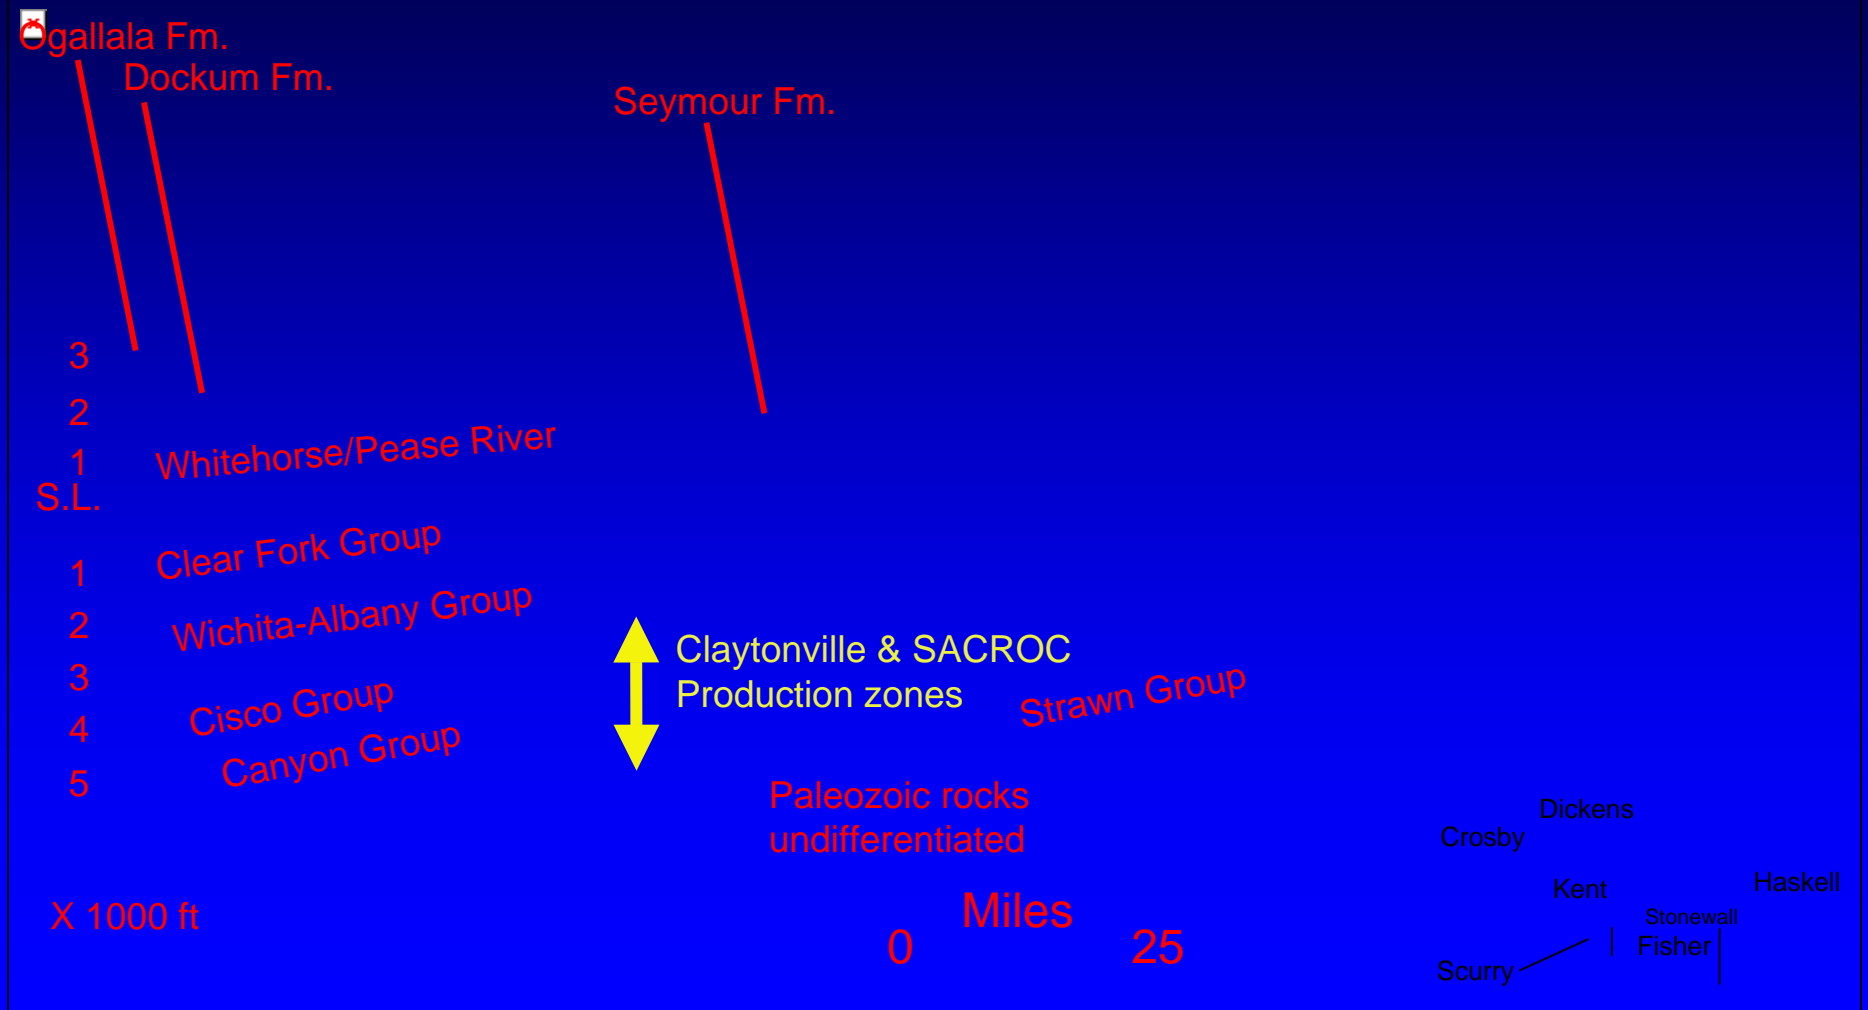 Ogallala Fm.
Dockum Fm.
Seymour Fm.
3
2
1
S.L.
1
2
3
4
5
X 1000 ft
Whitehorse/Pease River
Clear Fork Group
Wichita-Albany Group
Cisco Group
Canyon Group
Claytonville & SACROC
Production zones
Strawn Group
Paleozoic rocks
undifferentiated
Miles
0 25
Dickens
Crosby
Kent
Haskell
Stonewall
Fisher
Scurry